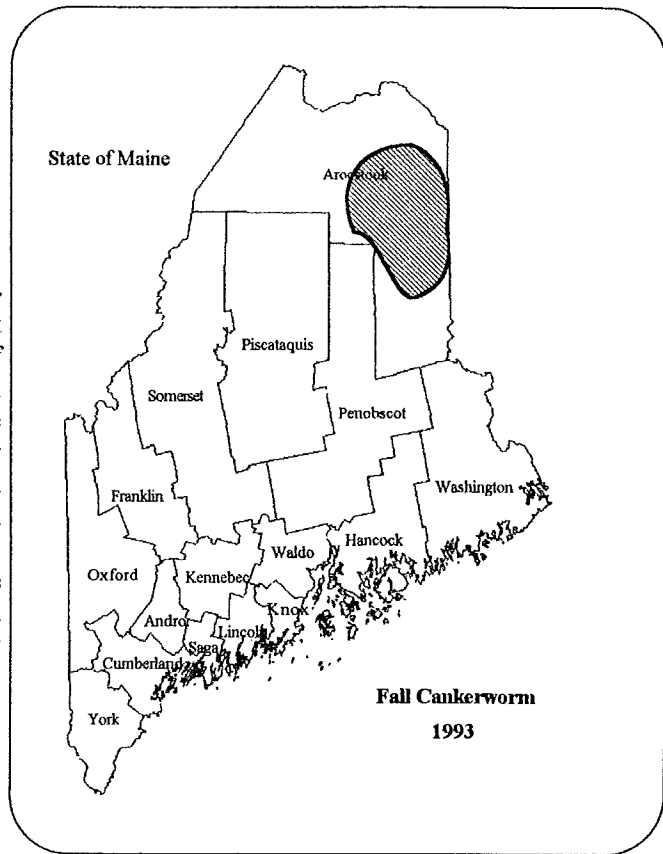 State of Maine
Aroostook
Piscataquis
Somerset
Penobscot
Franklin
Washington
Oxford
Kennebec
Waldo
Hancock
Andro
Knox
Lincoln
Saga
Cumberland
York
Fall Cankerworm
1993